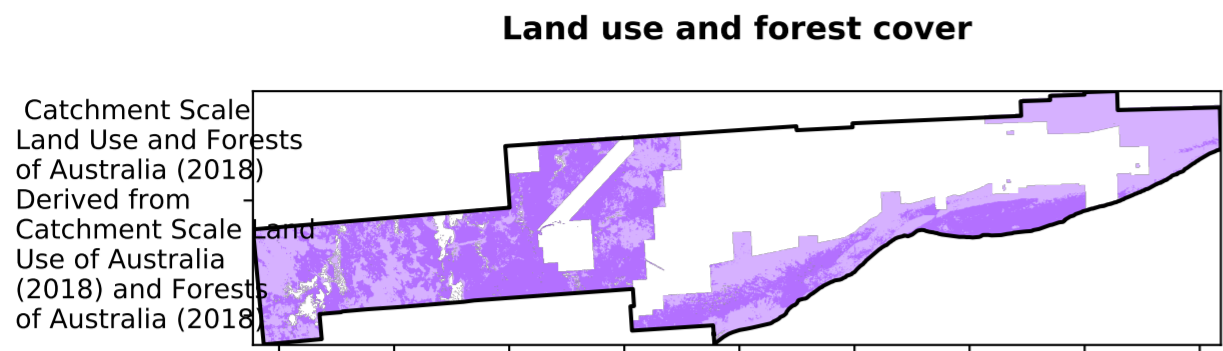 Land use and forest cover
Catchment Scale
Land Use and Forests
of Australia (2018)
Derived from
Catchment Scale Land
Use of Australia
(2018) and Forests
of Australia (2018)